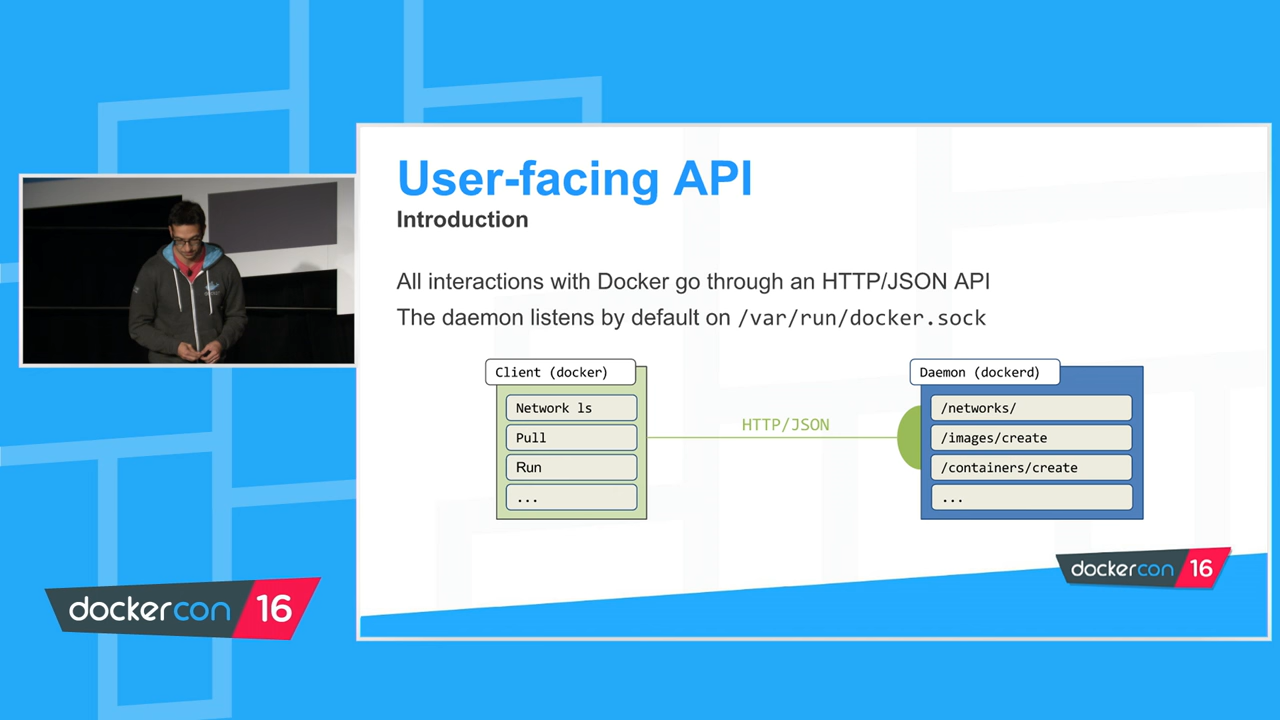 User-facing API
Introduction
All interactions with Docker go through an HTTP/JSON API
The daemon listens by default on /var/run/docker.sock
Client (docker)
Network ls
Pull
Run
...
HTTP/JSON
Daemon (dockerd)
/networks/
/images/create
/containers/create
...
dockercon 16
dockercon 16